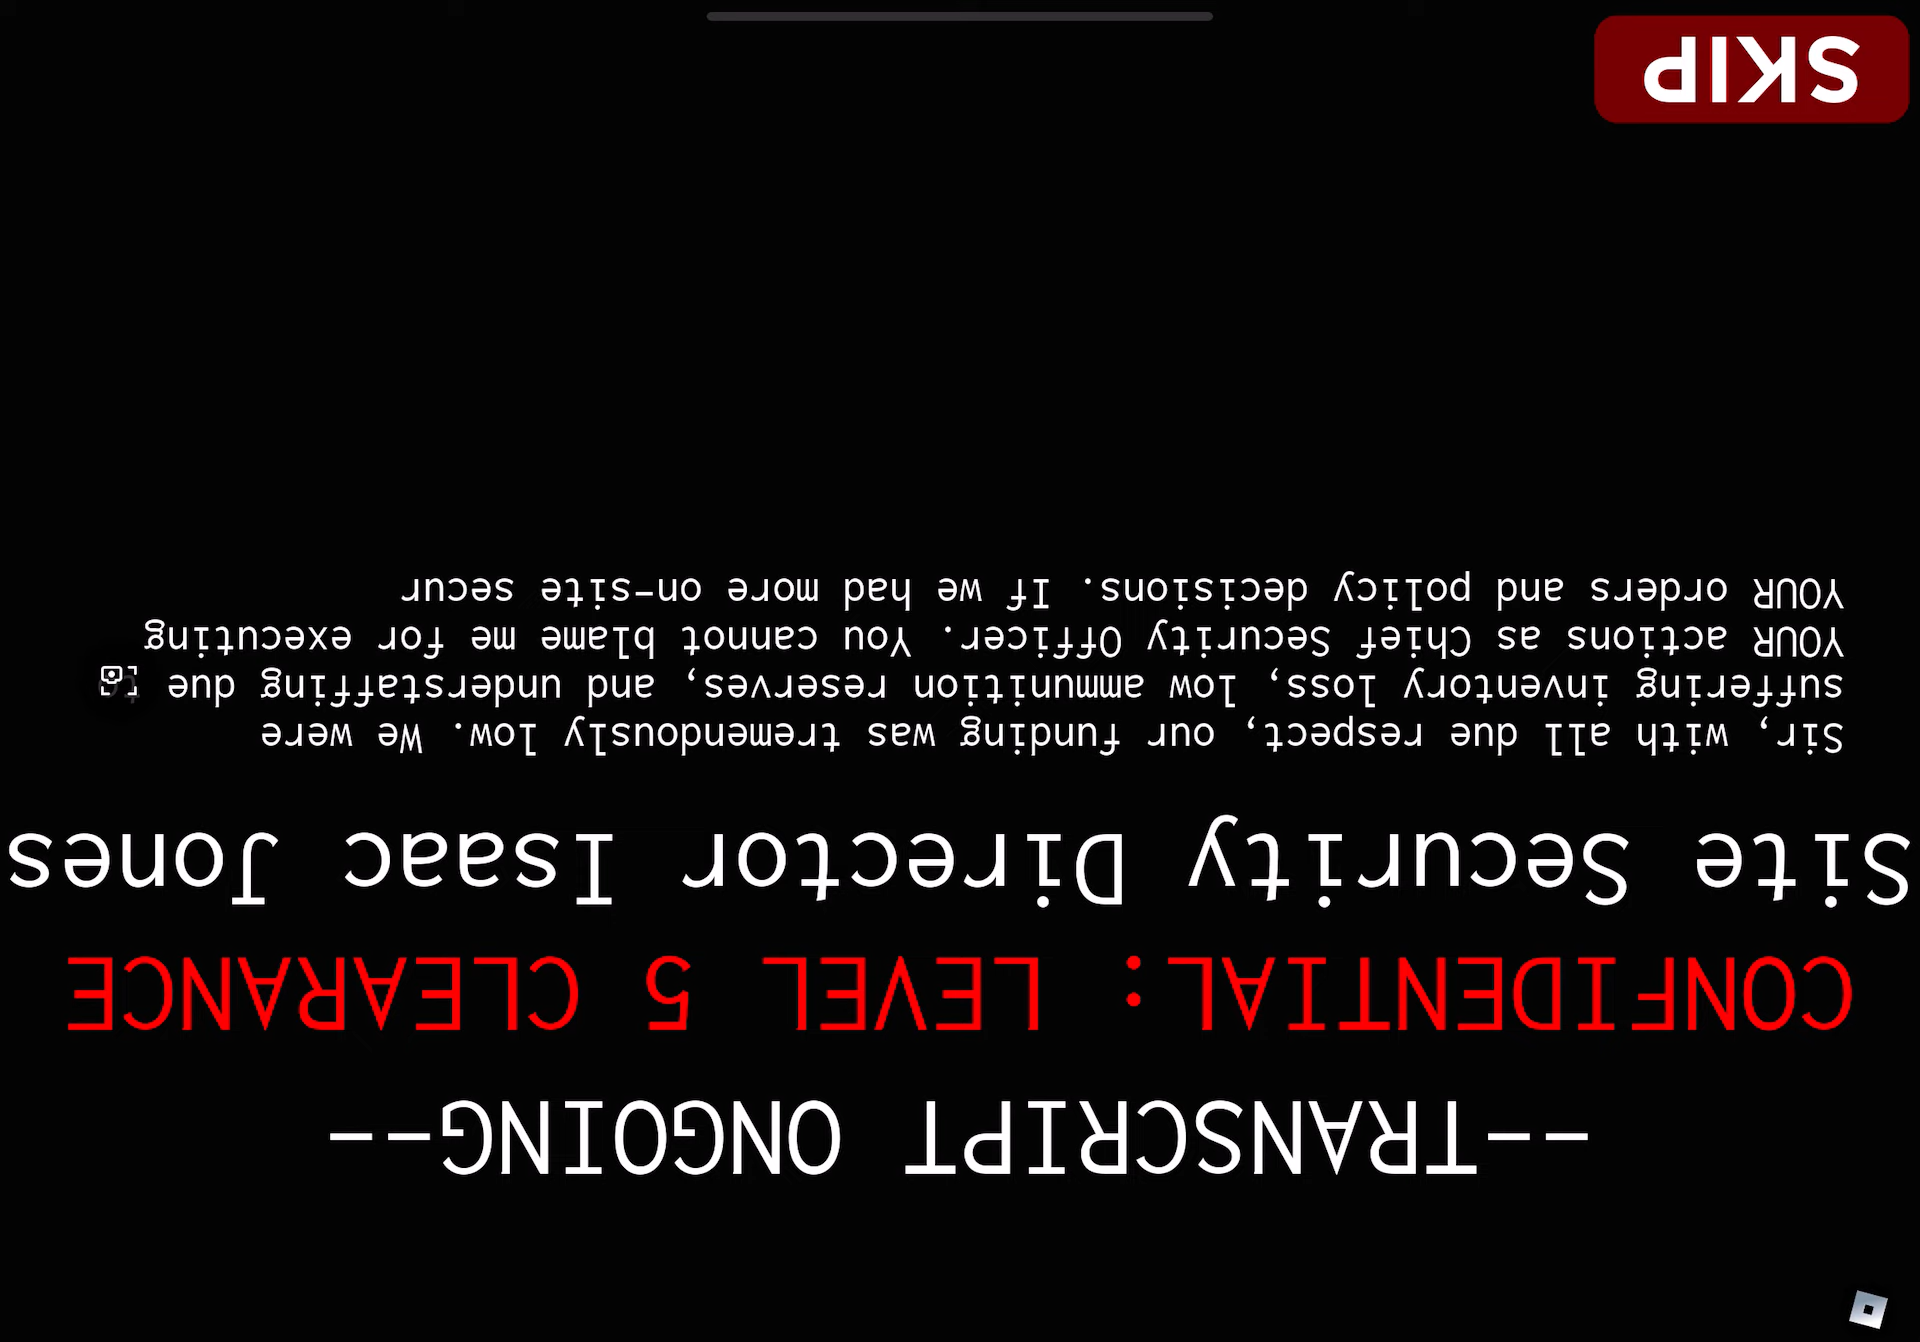 --TRANSCRIPT ONGOING--
CONFIDENTIAL: LEVEL 5 CLEARANCE
Site Security Director Isaac Jones
Sir, with all due respect, our funding was tremendously low. We were
suffering inventory loss, low ammunition reserves, and understaffing due
YOUR actions as Chief Security Officer. You cannot blame me for executing
YOUR orders and policy decisions. If we had more on-site secur
SKIP